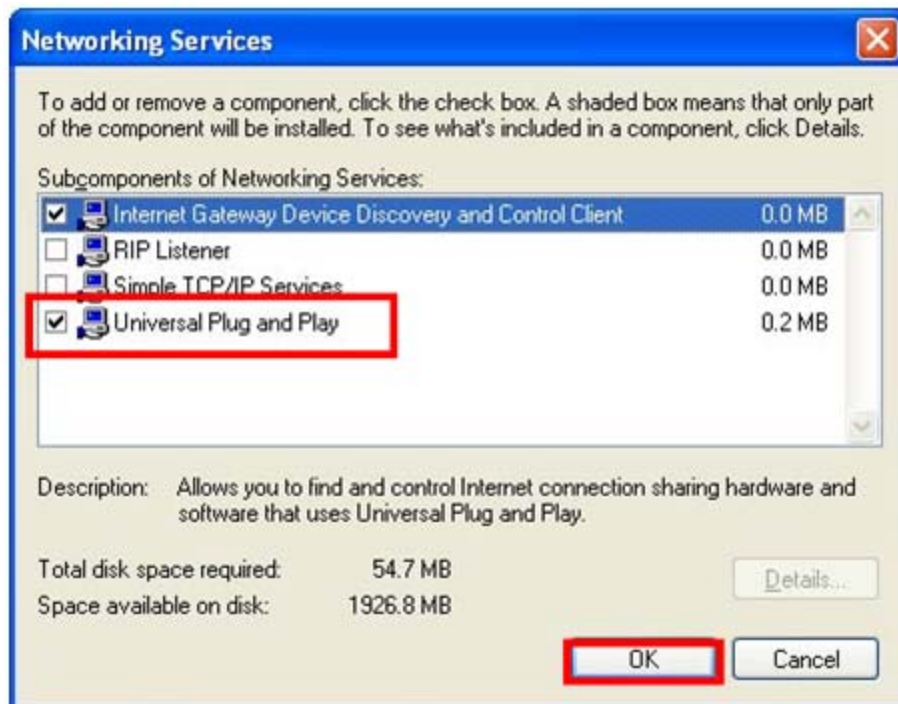 Networking Services
To add or remove a component, click the check box. A shaded box means that only part
of the component will be installed. To see what's included in a component, click Details.
Subcomponents of Networking Services:
Internet Gateway Device Discovery and Control Client 0.0 MB
RIP Listener 0.0 MB
Simple TCP/IP Services 0.0 MB
Universal Plug and Play 0.2 MB
Description: Allows you to find and control Internet connection sharing hardware and
software that uses Universal Plug and Play.
Total disk space required: 54.7 MB
Space available on disk: 1926.8 MB
Details...
OK Cancel